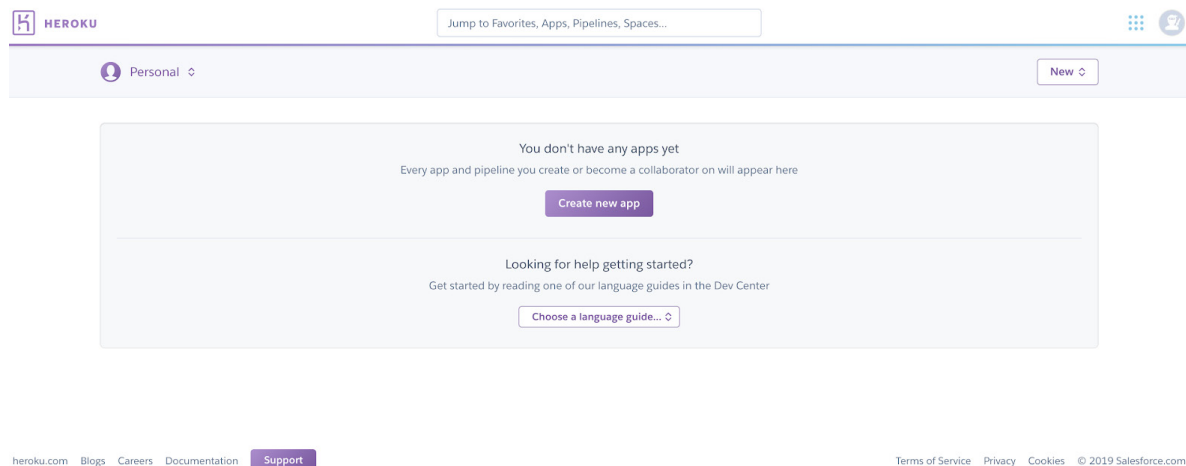 HEROKU
Jump to Favorites, Apps, Pipelines, Spaces...
Personal
New
You don't have any apps yet
Every app and pipeline you create or become a collaborator on will appear here
Create new app
Looking for help getting started?
Get started by reading one of our language guides in the Dev Center
Choose a language guide...
heroku.com Blogs Careers Documentation Support Terms of Service Privacy Cookies © 2019 Salesforce.com